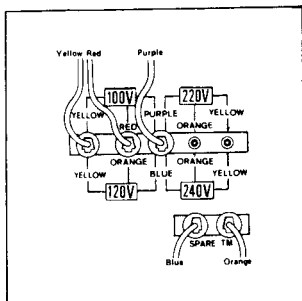 Yellow Red Purple
100V 220V
YELLOW PURPLE YELLOW
RED ORANGE
YELLOW ORANGE BLUE ORANGE YELLOW
120V 240V
SPARE TM
Blue Orange